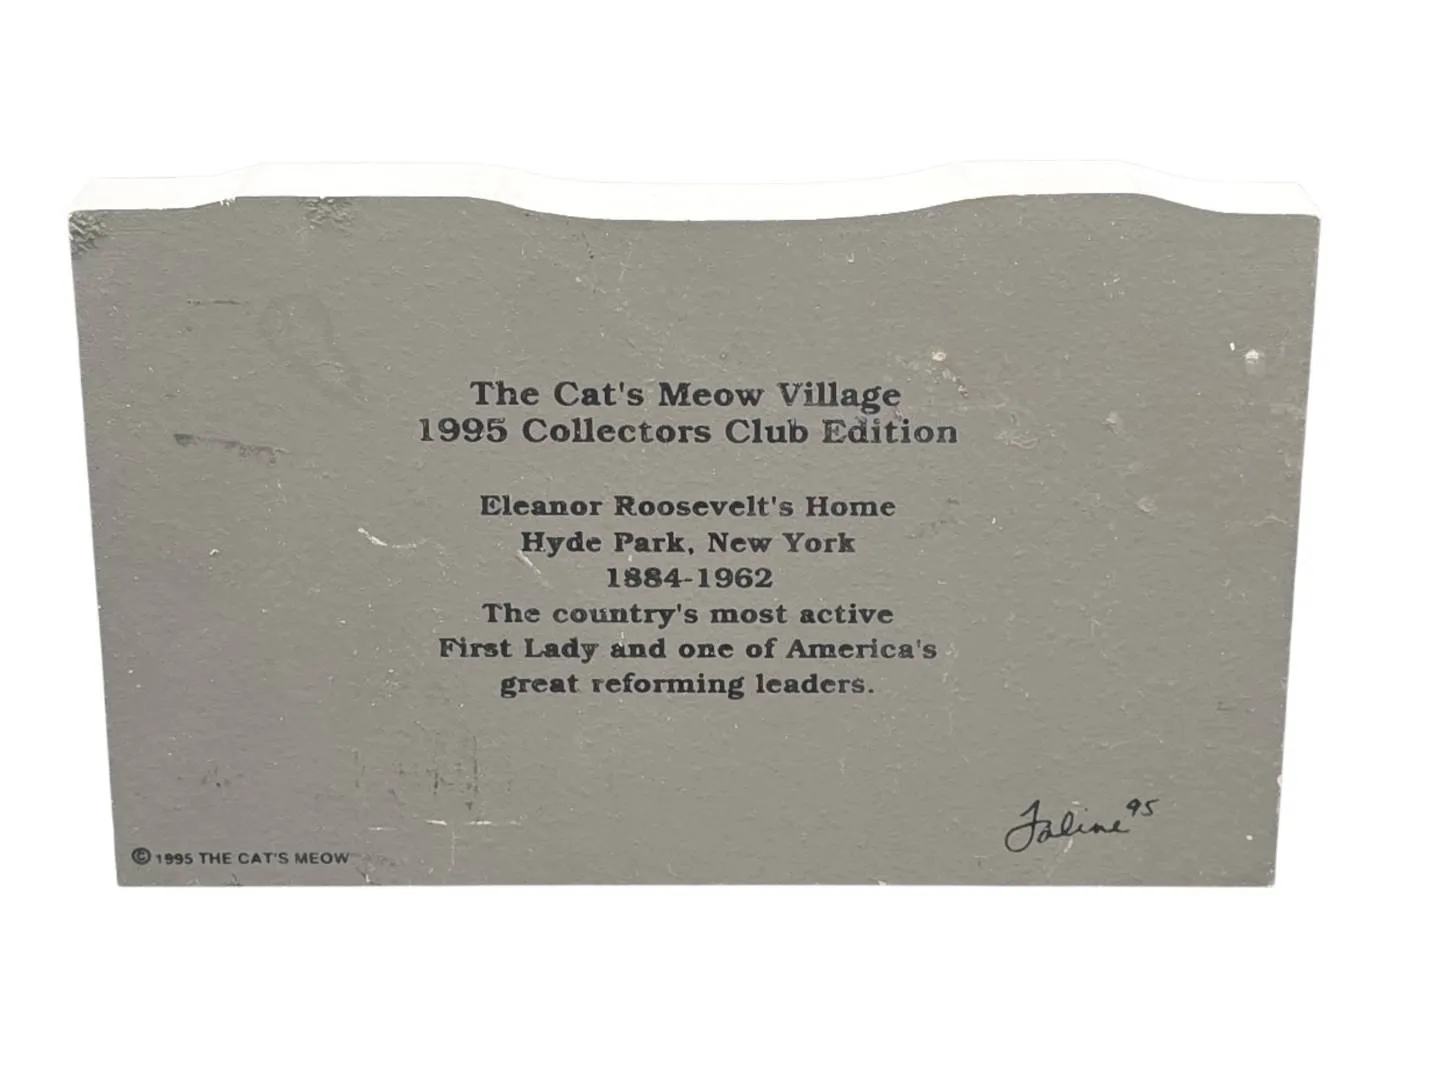 The Cat's Meow Village
1995 Collectors Club Edition
Eleanor Roosevelt's Home
Hyde Park, New York
1884-1962
The country's most active
First Lady and one of America's
great reforming leaders.
Faline 95
© 1995 THE CAT'S MEOW